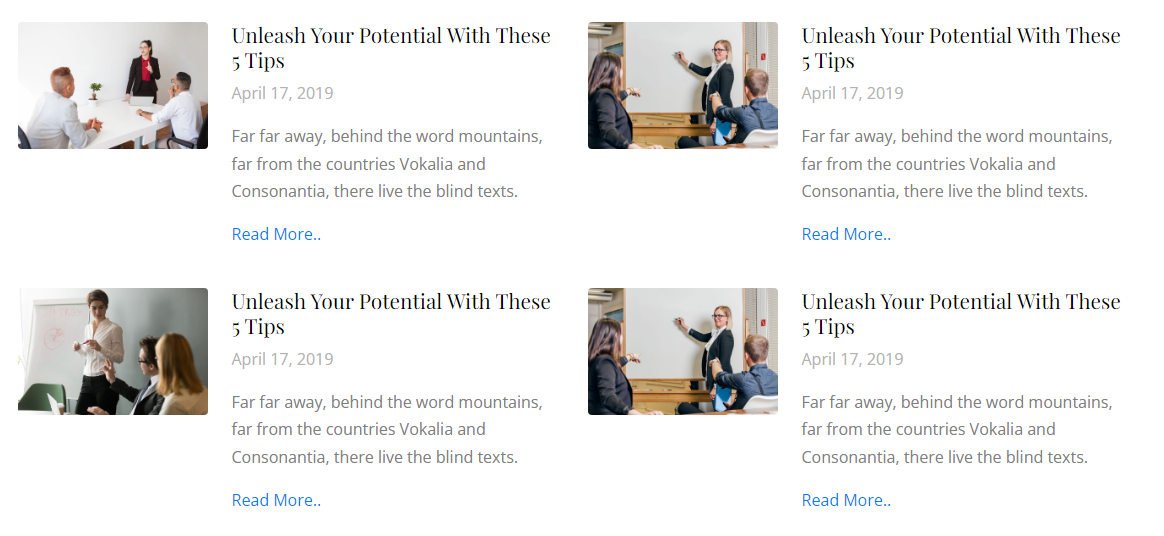 Unleash Your Potential With These
5 Tips
April 17, 2019
Far far away, behind the word mountains,
far from the countries Vokalia and
Consonantia, there live the blind texts.
Read More..
Unleash Your Potential With These
5 Tips
April 17, 2019
Far far away, behind the word mountains,
far from the countries Vokalia and
Consonantia, there live the blind texts.
Read More..
Unleash Your Potential With These
5 Tips
April 17, 2019
Far far away, behind the word mountains,
far from the countries Vokalia and
Consonantia, there live the blind texts.
Read More..
Unleash Your Potential With These
5 Tips
April 17, 2019
Far far away, behind the word mountains,
far from the countries Vokalia and
Consonantia, there live the blind texts.
Read More..